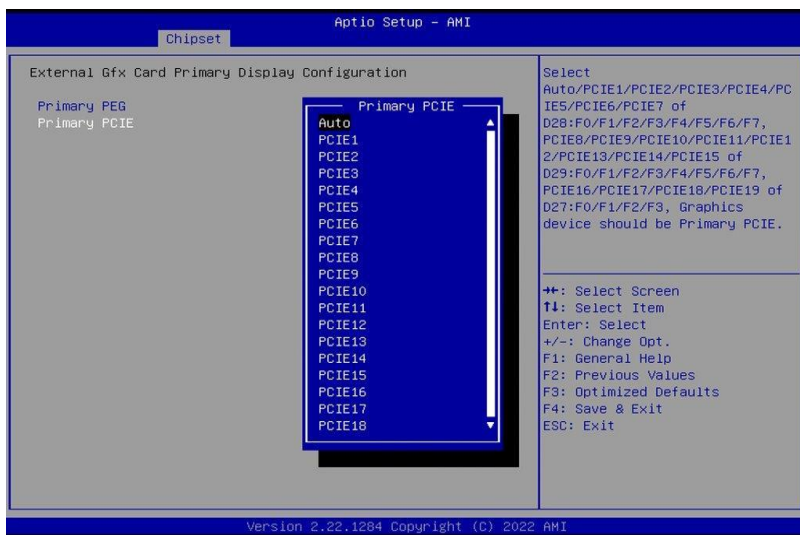 Aptio Setup – AMI
Chipset
External Gfx Card Primary Display Configuration
Primary PEG
Primary PCIE
Primary PCIE
Auto
PCIE1
PCIE2
PCIE3
PCIE4
PCIE5
PCIE6
PCIE7
PCIE8
PCIE9
PCIE10
PCIE11
PCIE12
PCIE13
PCIE14
PCIE15
PCIE16
PCIE17
PCIE18
Select
Auto/PCIE1/PCIE2/PCIE3/PCIE4/PC
IE5/PCIE6/PCIE7 of
D28:F0/F1/F2/F3/F4/F5/F6/F7,
PCIE8/PCIE9/PCIE10/PCIE11/PCIE1
2/PCIE13/PCIE14/PCIE15 of
D29:F0/F1/F2/F3/F4/F5/F6/F7,
PCIE16/PCIE17/PCIE18/PCIE19 of
D27:F0/F1/F2/F3, Graphics
device should be Primary PCIE.
→←: Select Screen
↑↓: Select Item
Enter: Select
+/-: Change Opt.
F1: General Help
F2: Previous Values
F3: Optimized Defaults
F4: Save & Exit
ESC: Exit
Version 2.22.1284 Copyright (C) 2022 AMI